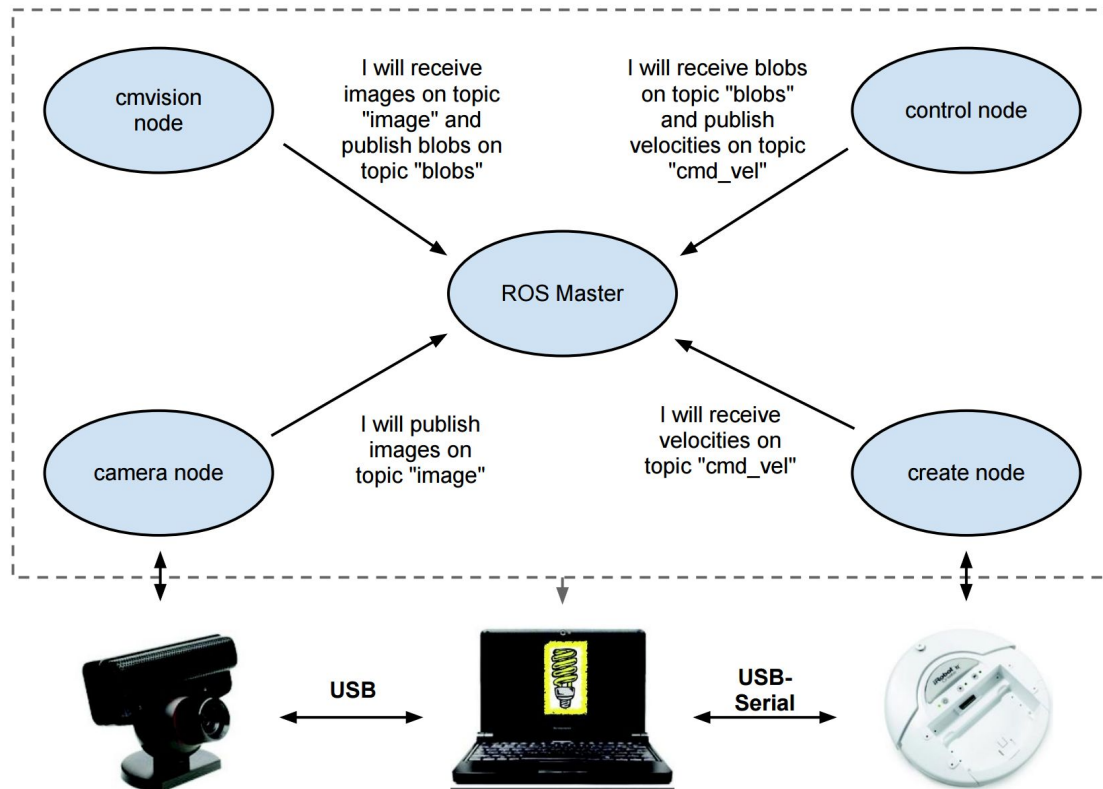 cmvision
node
I will receive
images on topic
"image" and
publish blobs on
topic "blobs"
I will receive blobs
on topic "blobs"
and publish
velocities on topic
"cmd_vel"
control node
ROS Master
camera node
I will publish
images on
topic "image"
I will receive
velocities on
topic "cmd_vel"
create node
USB
USB-
Serial
iRobot